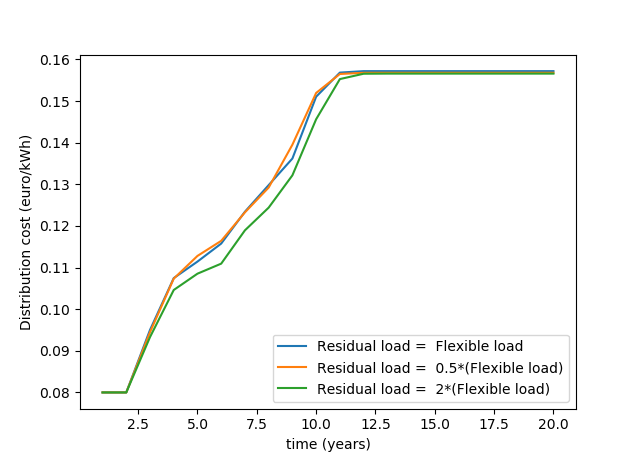 0.16
0.15
0.14
0.13
0.12
0.11
0.10
0.09
0.08
Distribution cost (euro/kWh)
Residual load =  Flexible load
Residual load =  0.5*(Flexible load)
Residual load =  2*(Flexible load)
2.5 5.0 7.5 10.0 12.5 15.0 17.5 20.0
time (years)